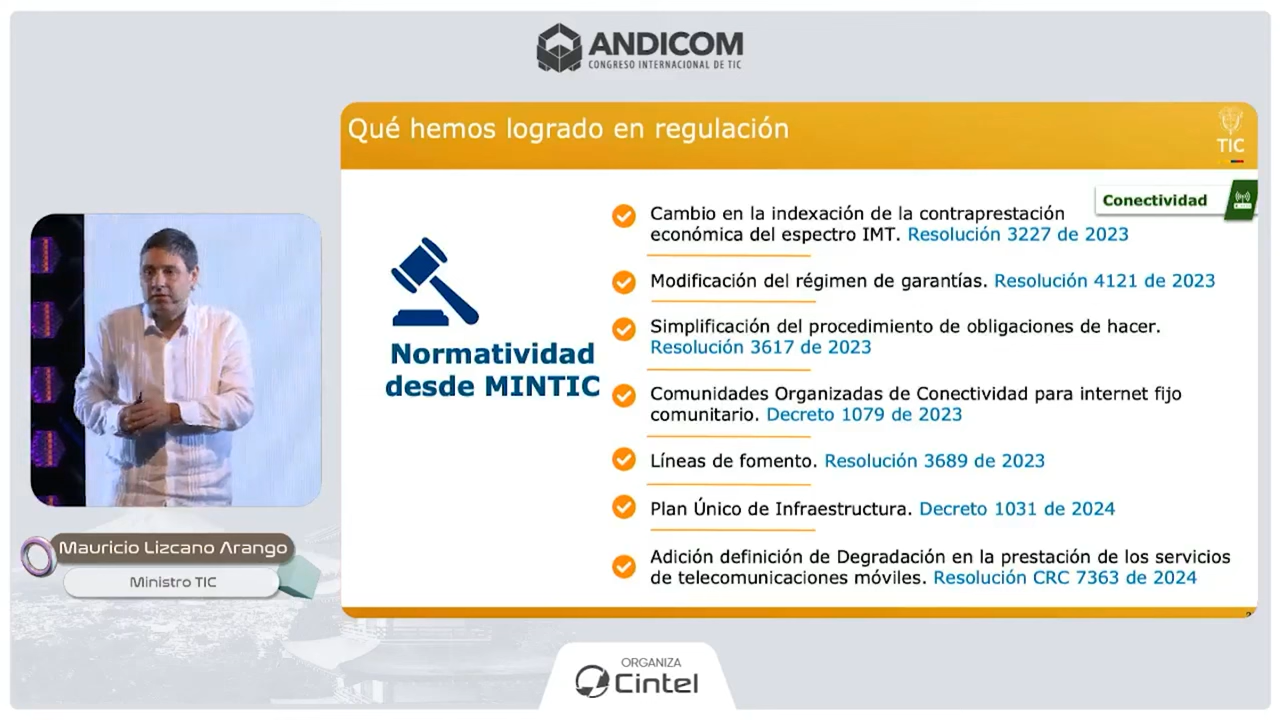 ANDICOM
CONGRESO INTERNACIONAL DE TIC
Qué hemos logrado en regulación
TIC
Conectividad
Normatividad
desde MINTIC
Cambio en la indexación de la contraprestación
económica del espectro IMT. Resolución 3227 de 2023
Modificación del régimen de garantías. Resolución 4121 de 2023
Simplificación del procedimiento de obligaciones de hacer.
Resolución 3617 de 2023
Comunidades Organizadas de Conectividad para internet fijo
comunitario. Decreto 1079 de 2023
Líneas de fomento. Resolución 3689 de 2023
Plan Único de Infraestructura. Decreto 1031 de 2024
Adición definición de Degradación en la prestación de los servicios
de telecomunicaciones móviles. Resolución CRC 7363 de 2024
Mauricio Lizcano Arango
Ministro TIC
ORGANIZA
Cintel